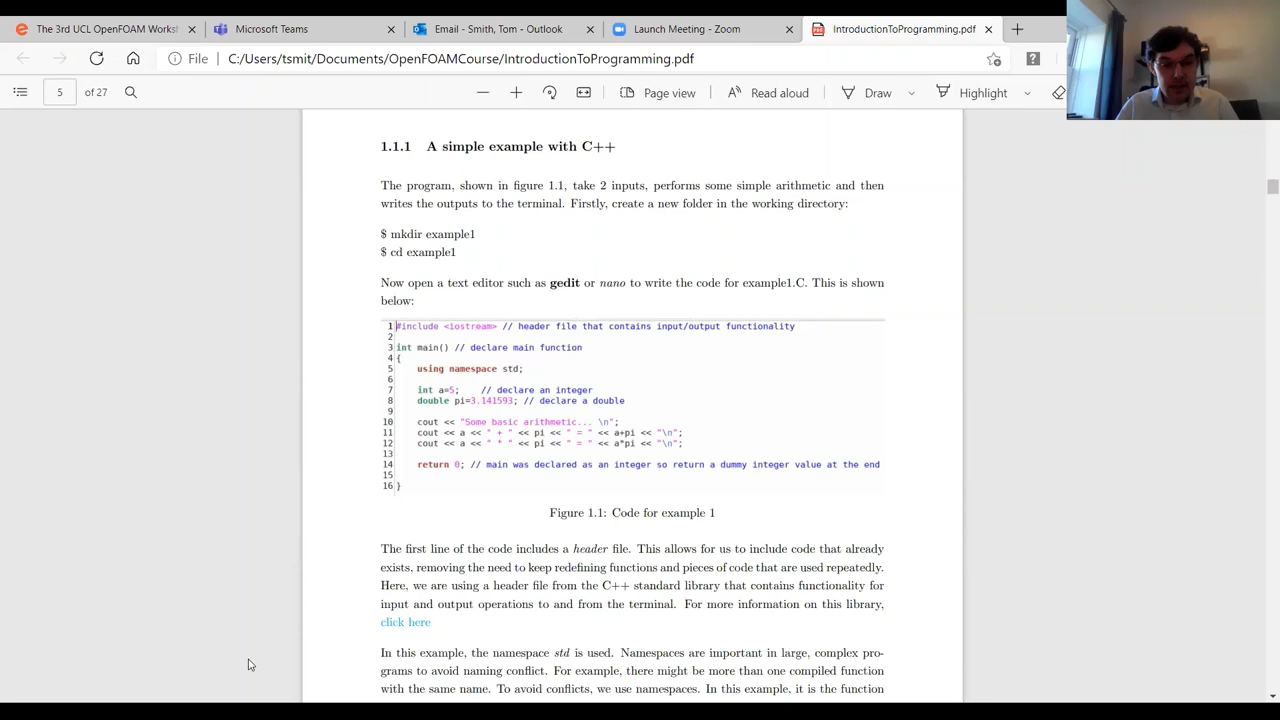 The 3rd UCL OpenFOAM Worksh
Microsoft Teams
Email - Smith, Tom - Outlook
Launch Meeting - Zoom
IntroductionToProgramming.pdf
File C:/Users/tsmit/Documents/OpenFOAMCourse/IntroductionToProgramming.pdf
5 of 27
Page view
Read aloud
Draw
Highlight
1.1.1 A simple example with C++
The program, shown in figure 1.1, take 2 inputs, performs some simple arithmetic and then
writes the outputs to the terminal. Firstly, create a new folder in the working directory:
$ mkdir example1
$ cd example1
Now open a text editor such as gedit or nano to write the code for example1.C. This is shown
below:
1 #include <iostream> // header file that contains input/output functionality
2
3 int main() // declare main function
4 {
5 using namespace std;
6
7 int a=5; // declare an integer
8 double pi=3.141593; // declare a double
9
10 cout << "Some basic arithmetic... \n";
11 cout << a << " + " << pi << " = " << a+pi << "\n";
12 cout << a << " * " << pi << " = " << a*pi << "\n";
13
14 return 0; // main was declared as an integer so return a dummy integer value at the end
15
16 }
Figure 1.1: Code for example 1
The first line of the code includes a header file. This allows for us to include code that already
exists, removing the need to keep redefining functions and pieces of code that are used repeatedly.
Here, we are using a header file from the C++ standard library that contains functionality for
input and output operations to and from the terminal. For more information on this library,
click here
In this example, the namespace std is used. Namespaces are important in large, complex pro-
grams to avoid naming conflict. For example, there might be more than one compiled function
with the same name. To avoid conflicts, we use namespaces. In this example, it is the function